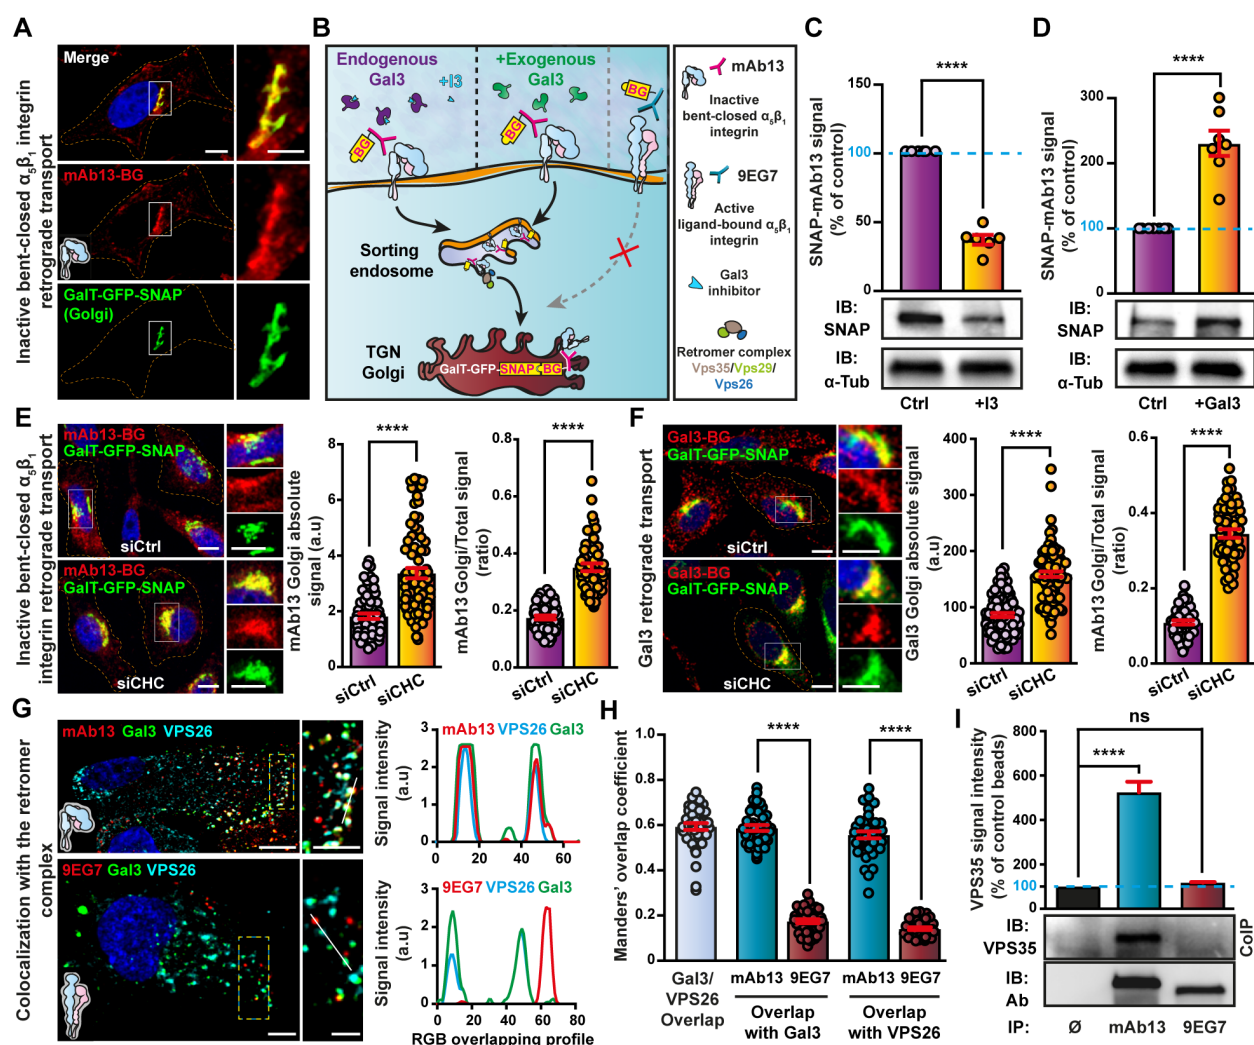 A
Inactive bent-closed α5β1 integrin
retrograde transport
Merge
mAb13-BG
GalT-GFP-SNAP
(Golgi)
B
Endogenous
Gal3
+I3
+Exogenous
Gal3
BG
BG
BG
Sorting
endosome
TGN
Golgi
GalT-GFP-SNAP BG
mAb13
Inactive
bent-closed α5β1
integrin
9EG7
Active
ligand-bound α5β1
integrin
Gal3
inhibitor
Retromer complex
Vps35/Vps29/
Vps26
C
SNAP-mAb13 signal
(% of control)
150
100
50
0
****
IB:
SNAP
IB:
α-Tub
Ctrl
+I3
D
SNAP-mAb13 signal
(% of control)
300
200
100
0
****
IB:
SNAP
IB:
α-Tub
Ctrl
+Gal3
E
Inactive bent-closed α5β1
integrin retrograde transport
mAb13-BG
GalT-GFP-SNAP
siCtrl
mAb13-BG
GalT-GFP-SNAP
siCHC
mAb13 Golgi absolute
signal (a.u)
8
6
4
2
0
****
siCtrl
siCHC
mAb13 Golgi/Total signal
(ratio)
0.8
0.6
0.4
0.2
0.0
****
siCtrl
siCHC
F
Gal3 retrograde transport
Gal3-BG
GalT-GFP-SNAP
siCtrl
Gal3-BG
GalT-GFP-SNAP
siCHC
Gal3 Golgi absolute signal
(a.u)
400
300
200
100
0
****
siCtrl
siCHC
mAb13 Golgi/Total signal
(ratio)
0.6
0.4
0.2
0.0
****
siCtrl
siCHC
G
Colocalization with the retromer
complex
mAb13 Gal3 VPS26
9EG7 Gal3 VPS26
Signal intensity
(a.u)
mAb13 VPS26 Gal3
3
2
1
0
0 20 40 60
Signal intensity
(a.u)
9EG7 VPS26 Gal3
3
2
1
0
0 20 40 60 80
RGB overlapping profile
H
Manders' overlap coefficient
1.0
0.8
0.6
0.4
0.2
0.0
****
****
Gal3/
VPS26
Overlap
mAb13 9EG7
Overlap
with Gal3
mAb13 9EG7
Overlap
with VPS26
I
VPS35 signal intensity
(% of control beads)
800
600
400
200
100
0
ns
****
IB:
VPS35
IB:
Ab
CoIP
IP:
Ø
mAb13
9EG7